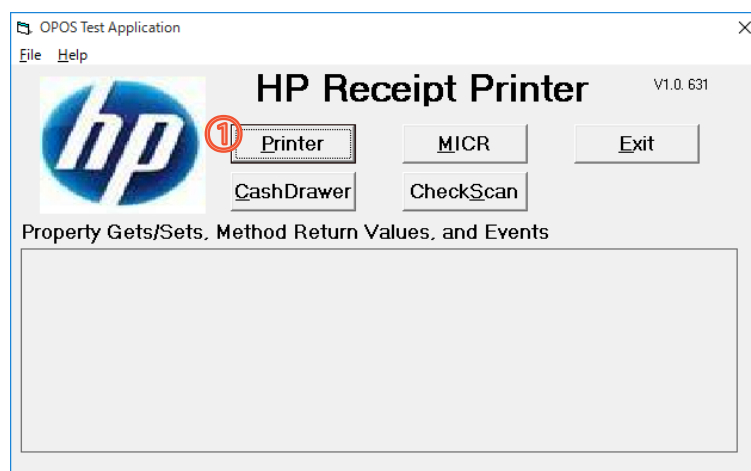 OPOS Test Application
File Help
hp
HP Receipt Printer
V1.0. 631
①
Printer MICR Exit
CashDrawer CheckScan
Property Gets/Sets, Method Return Values, and Events